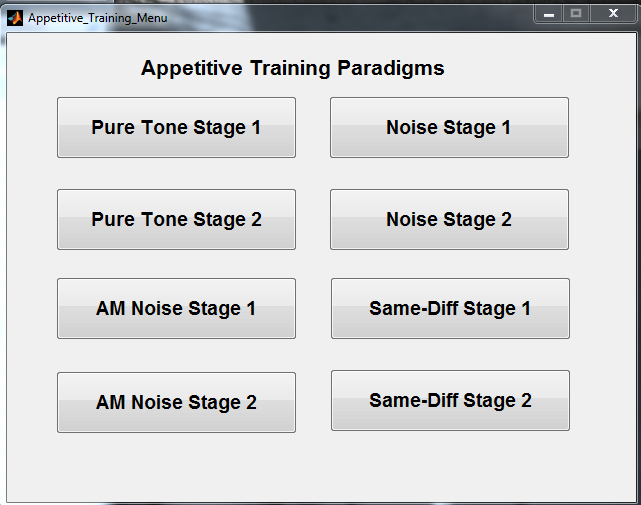 Appetitive_Training_Menu
Appetitive Training Paradigms
Pure Tone Stage 1
Noise Stage 1
Pure Tone Stage 2
Noise Stage 2
AM Noise Stage 1
Same-Diff Stage 1
AM Noise Stage 2
Same-Diff Stage 2